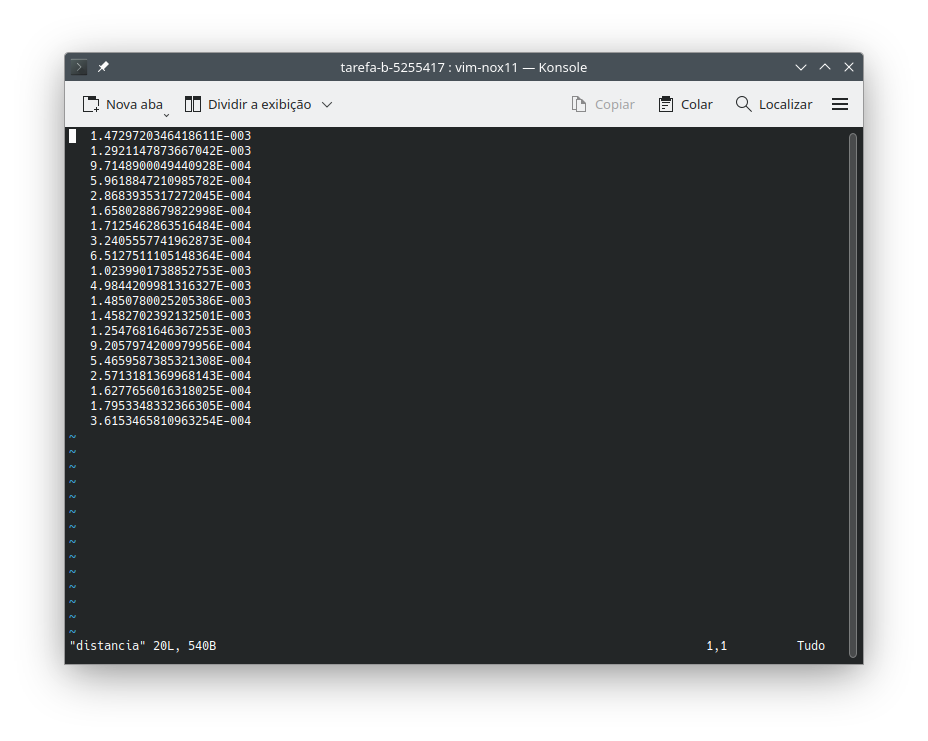 tarefa-b-5255417 : vim-nox11 — Konsole
Nova aba Dividir a exibição Copiar Colar Localizar
1.4729720346418611E-003
1.2921147873667042E-003
9.7148900049440928E-004
5.9618847210985782E-004
2.8683935317272045E-004
1.6580288679822998E-004
1.7125462863516484E-004
3.2405557741962873E-004
6.5127511105148364E-004
1.0239901738852753E-003
4.9844209981316327E-003
1.4850780025205386E-003
1.4582702392132501E-003
1.2547681646367253E-003
9.2057974200979956E-004
5.4659587385321308E-004
2.5713181369968143E-004
1.6277656016318025E-004
1.7953348332366305E-004
3.6153465810963254E-004
~
~
~
~
~
~
~
~
~
~
~
~
~
~
"distancia" 20L, 540B 1,1 Tudo